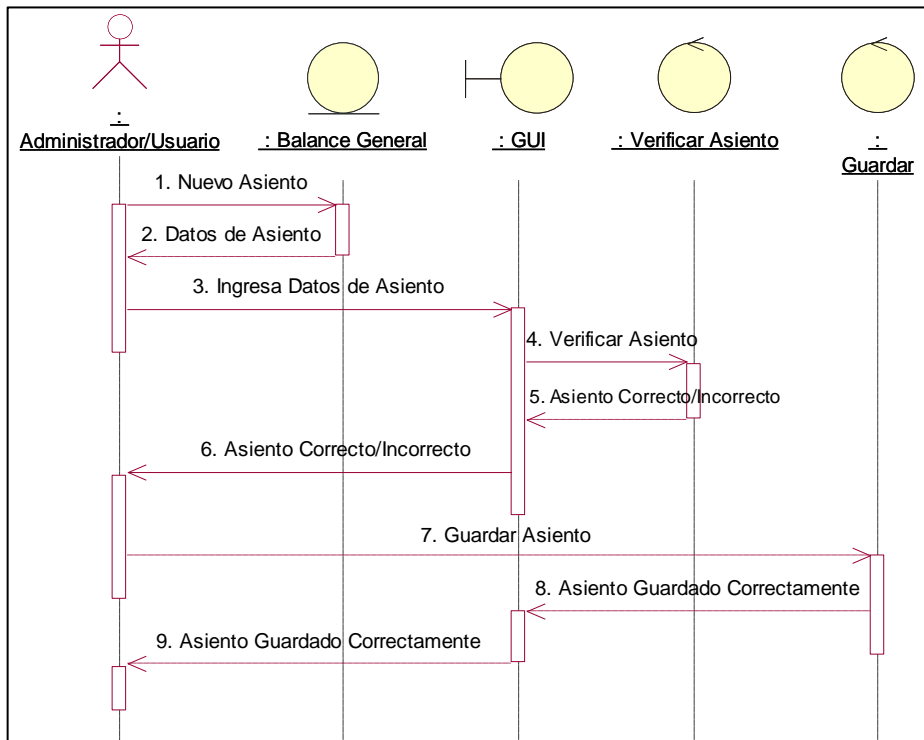 :
Administrador/Usuario
: Balance General
: GUI
: Verificar Asiento
:
Guardar
1. Nuevo Asiento
2. Datos de Asiento
3. Ingresa Datos de Asiento
4. Verificar Asiento
5. Asiento Correcto/Incorrecto
6. Asiento Correcto/Incorrecto
7. Guardar Asiento
8. Asiento Guardado Correctamente
9. Asiento Guardado Correctamente